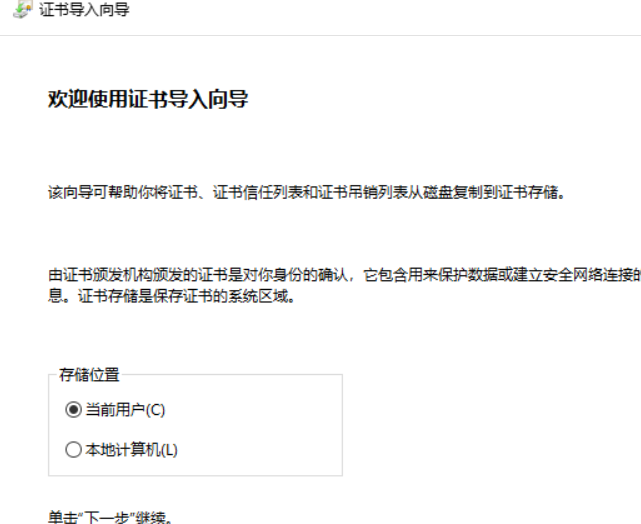 证书导入向导
欢迎使用证书导入向导
该向导可帮助你将证书、证书信任列表和证书吊销列表从磁盘复制到证书存储。
由证书颁发机构颁发的证书是对你身份的确认，它包含用来保护数据或建立安全网络连接的
息。证书存储是保存证书的系统区域。
存储位置
当前用户(C)
本地计算机(L)
单击"下一步"继续。